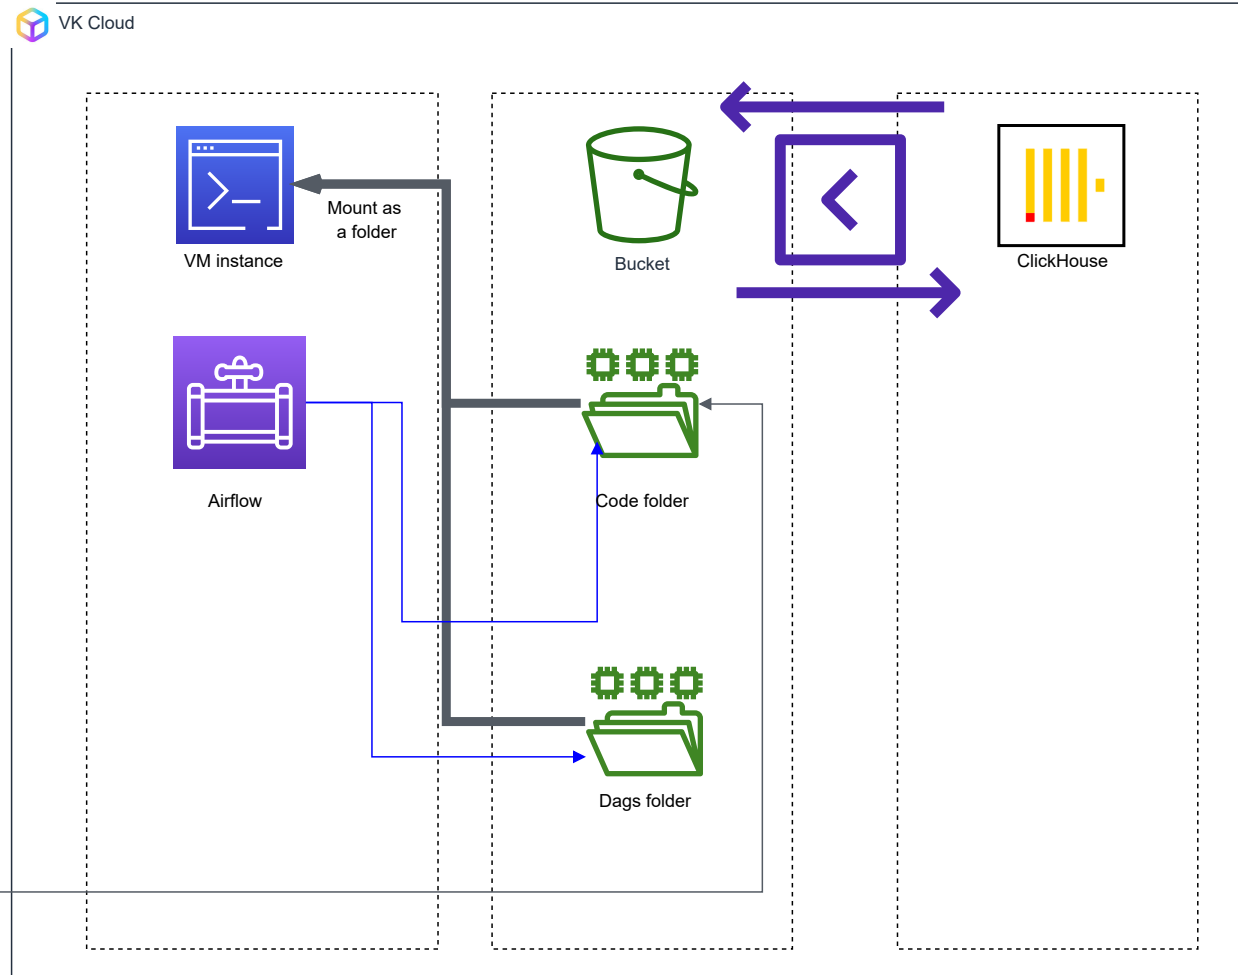 VK Cloud
Mount as
a folder
VM instance
Bucket
ClickHouse
Airflow
Code folder
Dags folder